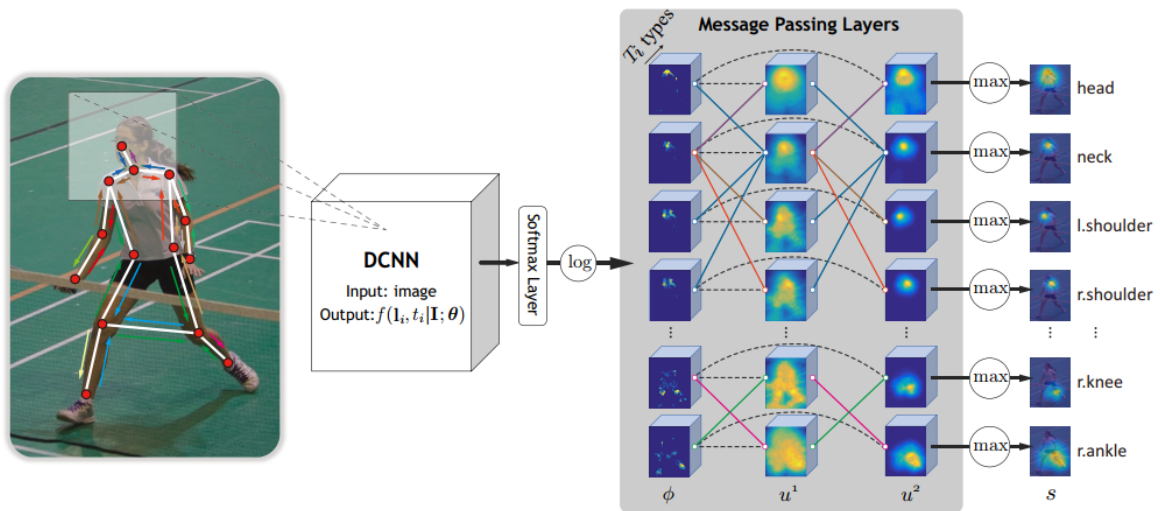 Message Passing Layers
T_i types
DCNN
Input: image
Output: f(l_i, t_i|I; θ)
Softmax Layer
log
max
head
max
neck
max
l.shoulder
max
r.shoulder
⋮ ⋮ ⋮ ⋮ ⋮
max
r.knee
max
r.ankle
ϕ u¹ u² s